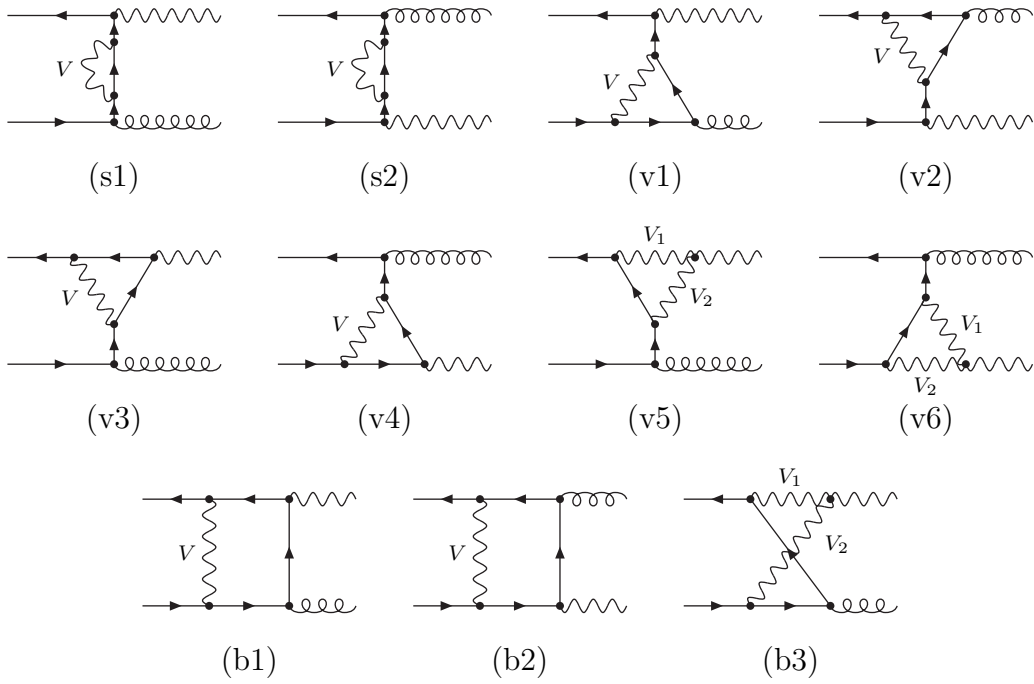 V V V V
(s1) (s2) (v1) (v2)
V V V₁ V₂ V₁ V₂
(v3) (v4) (v5) (v6)
V V V₁ V₂
(b1) (b2) (b3)